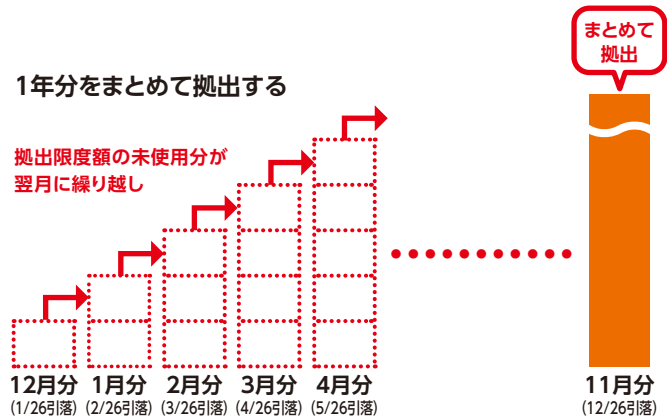 まとめて
拠出
1年分をまとめて拠出する
拠出限度額の未使用分が
翌月に繰り越し
12月分 1月分 2月分 3月分 4月分 11月分
(1/26引落) (2/26引落) (3/26引落) (4/26引落) (5/26引落) (12/26引落)